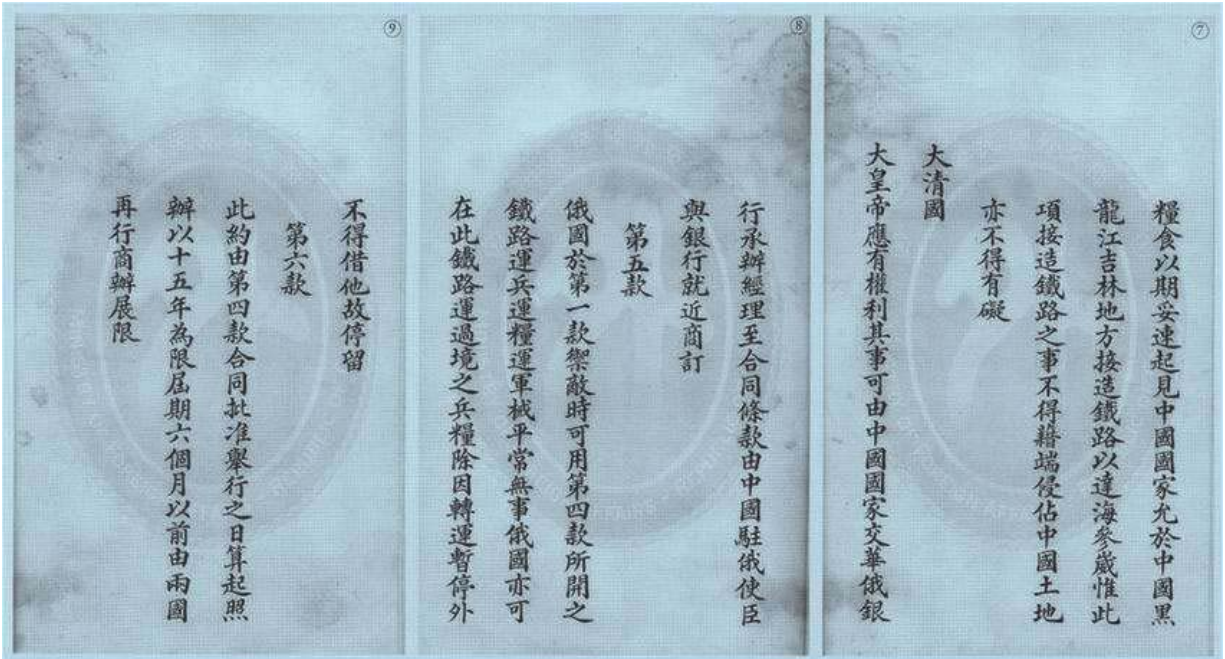 ⑦
糧食以期妥速起見中國國家允於中國黑
龍江吉林地方接造鐵路以達海參崴惟此
項接造鐵路之事不得藉端侵佔中國土地
亦不得有礙
大清國
大皇帝應有權利其事可由中國國家交華俄銀
⑧
行承辦經理至合同條款由中國駐俄使臣
與銀行就近商訂
第五款
俄國於第一款禦敵時可用第四款所開之
鐵路運兵運糧運軍械平常無事俄國亦可
在此鐵路運過境之兵糧除因轉運暫停外
⑨
不得借他故停留
第六款
此約由第四款合同批准舉行之日算起照
辦以十五年為限屆期六個月以前由兩國
再行商辦展限